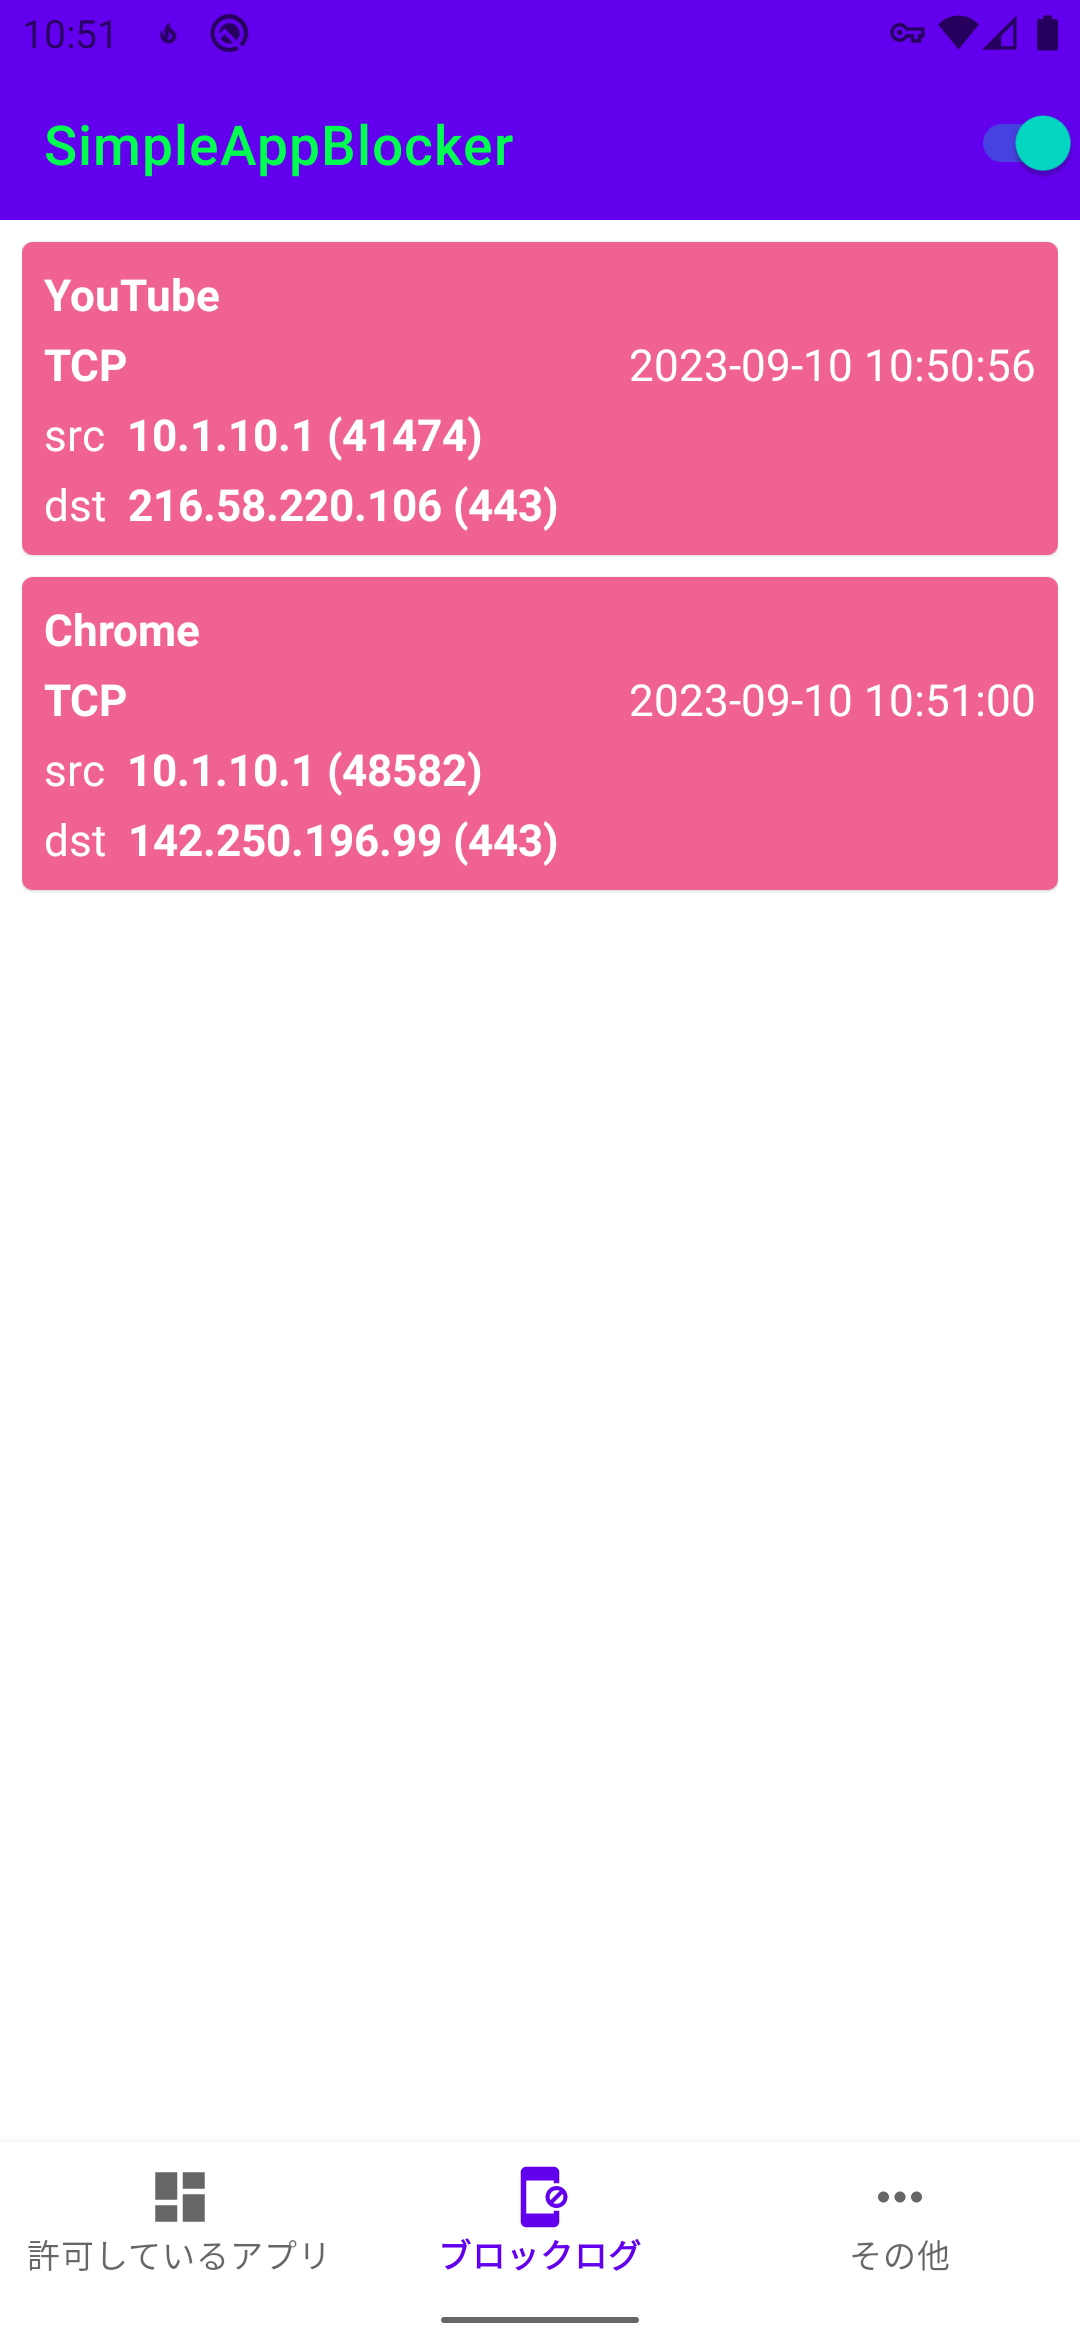 10:51
SimpleAppBlocker
YouTube
TCP 2023-09-10 10:50:56
src 10.1.10.1 (41474)
dst 216.58.220.106 (443)
Chrome
TCP 2023-09-10 10:51:00
src 10.1.10.1 (48582)
dst 142.250.196.99 (443)
許可しているアプリ ブロックログ その他